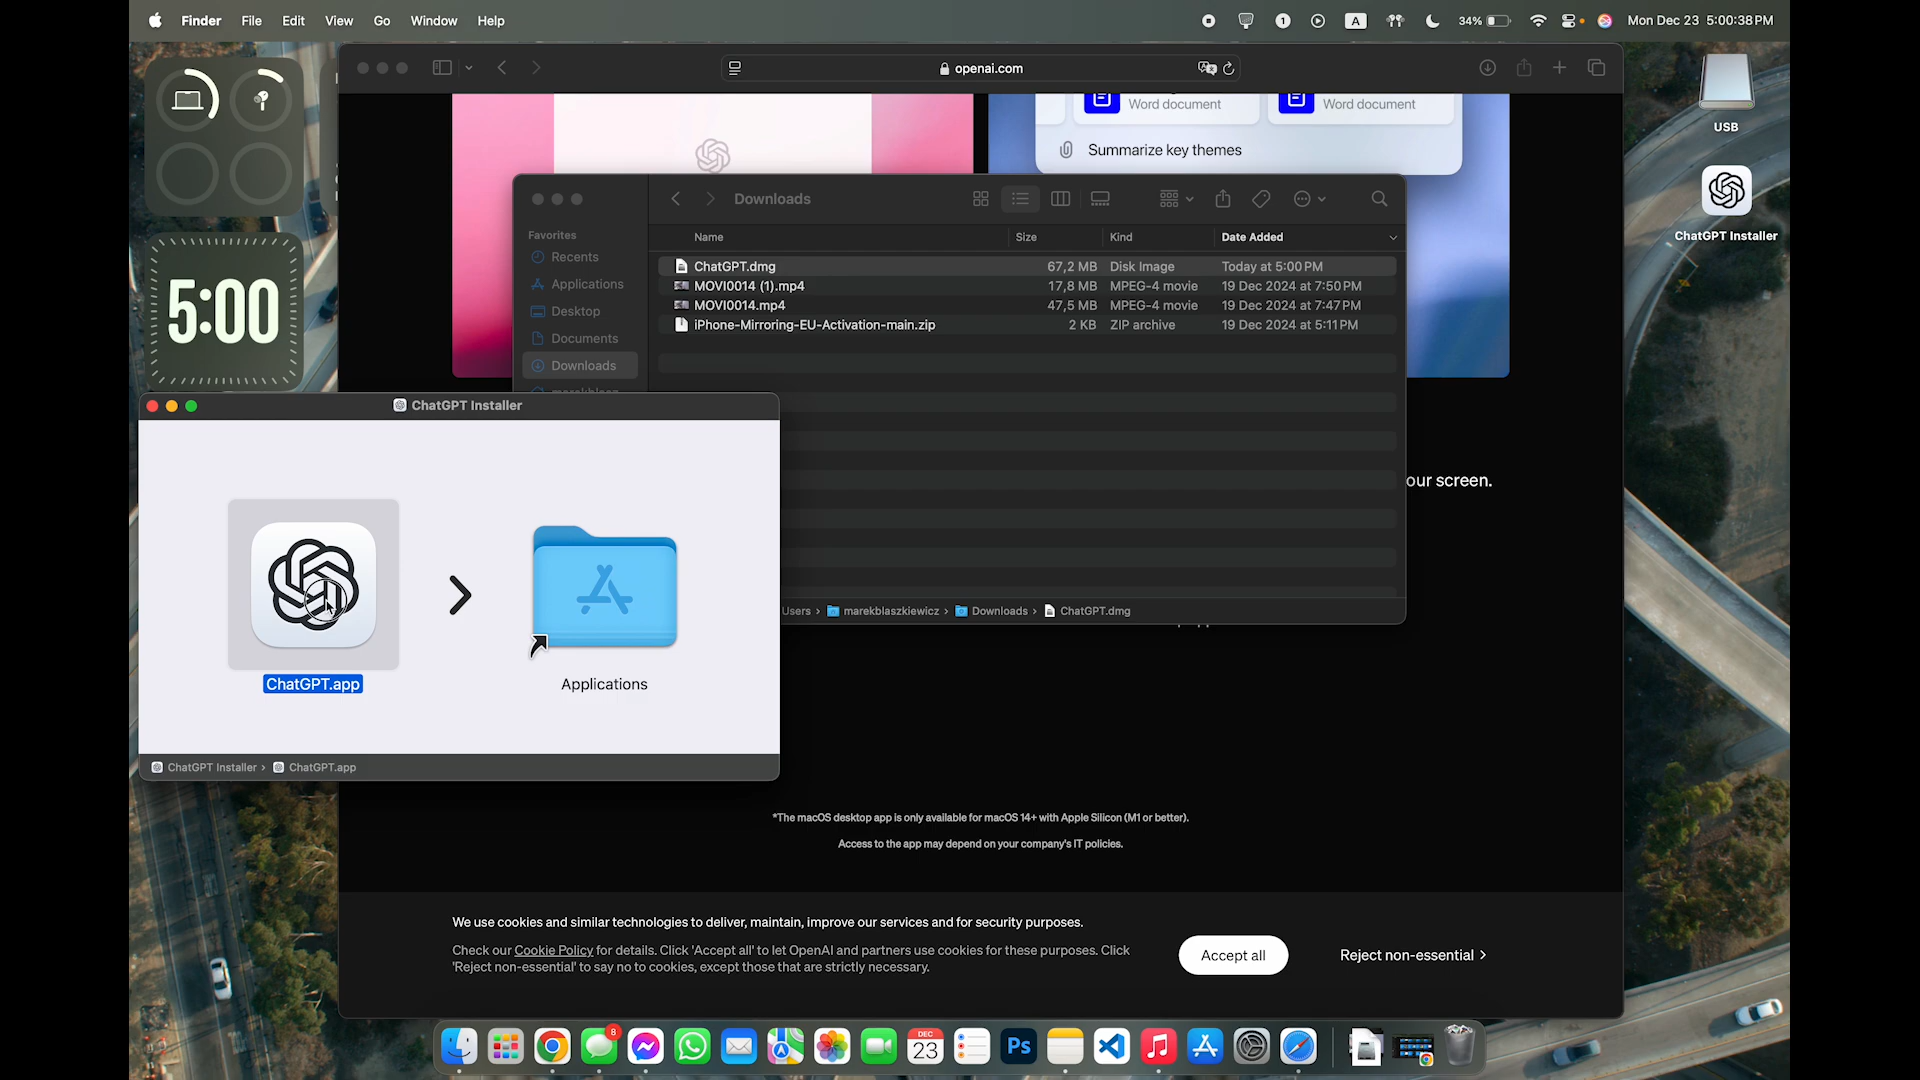 Finder File Edit View Go Window Help
1
A
34%
Mon Dec 23 5:00:38 PM
openai.com
Word document
Word document
Summarize key themes
USB
ChatGPT Installer
5:00
Downloads
Favorites
Recents
Applications
Desktop
Documents
Downloads
Name Size Kind Date Added
ChatGPT.dmg 67,2 MB Disk Image Today at 5:00 PM
MOVI0014 (1).mp4 17,8 MB MPEG-4 movie 19 Dec 2024 at 7:50 PM
MOVI0014.mp4 47,5 MB MPEG-4 movie 19 Dec 2024 at 7:47 PM
iPhone-Mirroring-EU-Activation-main.zip 2 KB ZIP archive 19 Dec 2024 at 5:11 PM
Users › marekblaszkiewicz › Downloads › ChatGPT.dmg
our screen.
ChatGPT Installer
ChatGPT.app
Applications
ChatGPT Installer › ChatGPT.app
*The macOS desktop app is only available for macOS 14+ with Apple Silicon (M1 or better).
Access to the app may depend on your company's IT policies.
We use cookies and similar technologies to deliver, maintain, improve our services and for security purposes.
Check our Cookie Policy for details. Click 'Accept all' to let OpenAI and partners use cookies for these purposes. Click
'Reject non-essential' to say no to cookies, except those that are strictly necessary.
Accept all
Reject non-essential ›
8
DEC
23
Ps